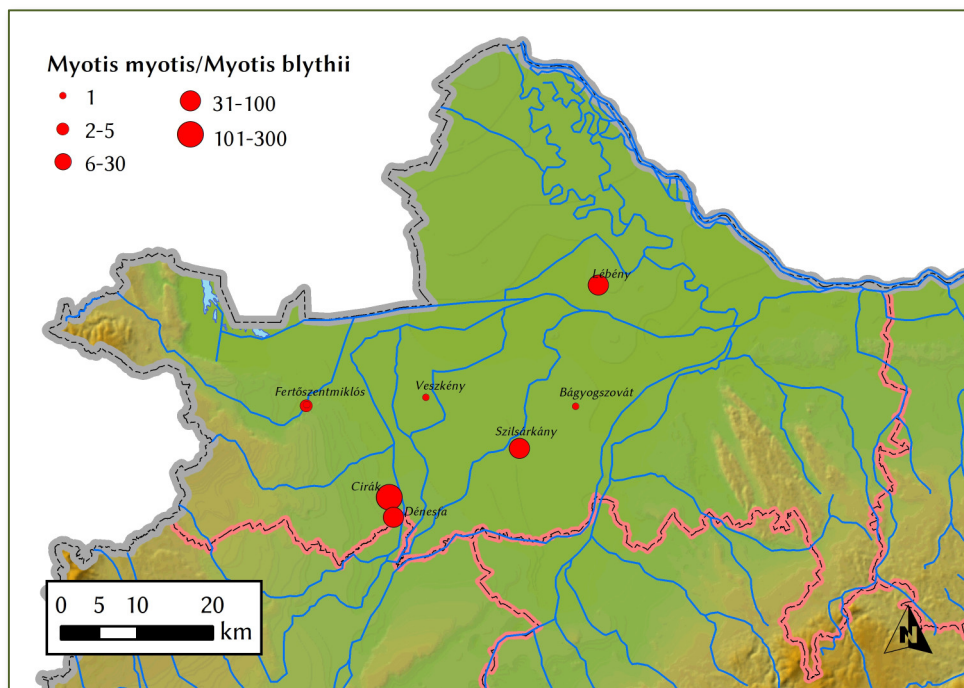 Myotis myotis/Myotis blythii
1
2-5
6-30
31-100
101-300
Lébény
Fertőszentmiklós
Veszkény
Bágyogszovát
Szilsárkány
Cirák
Dénesfa
0 5 10 20
km
N